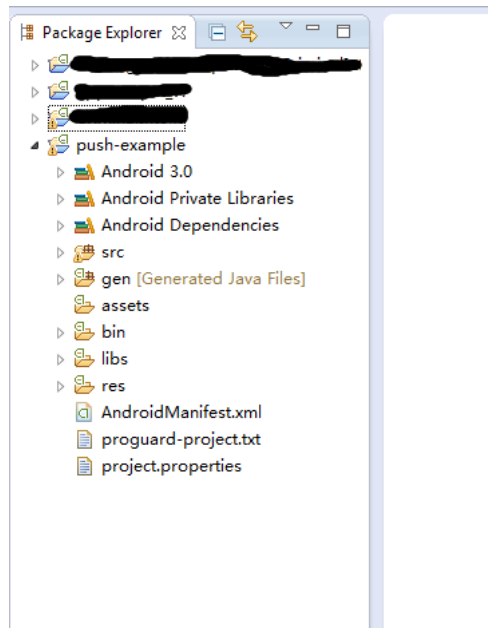 Package Explorer
push-example
Android 3.0
Android Private Libraries
Android Dependencies
src
gen [Generated Java Files]
assets
bin
libs
res
AndroidManifest.xml
proguard-project.txt
project.properties